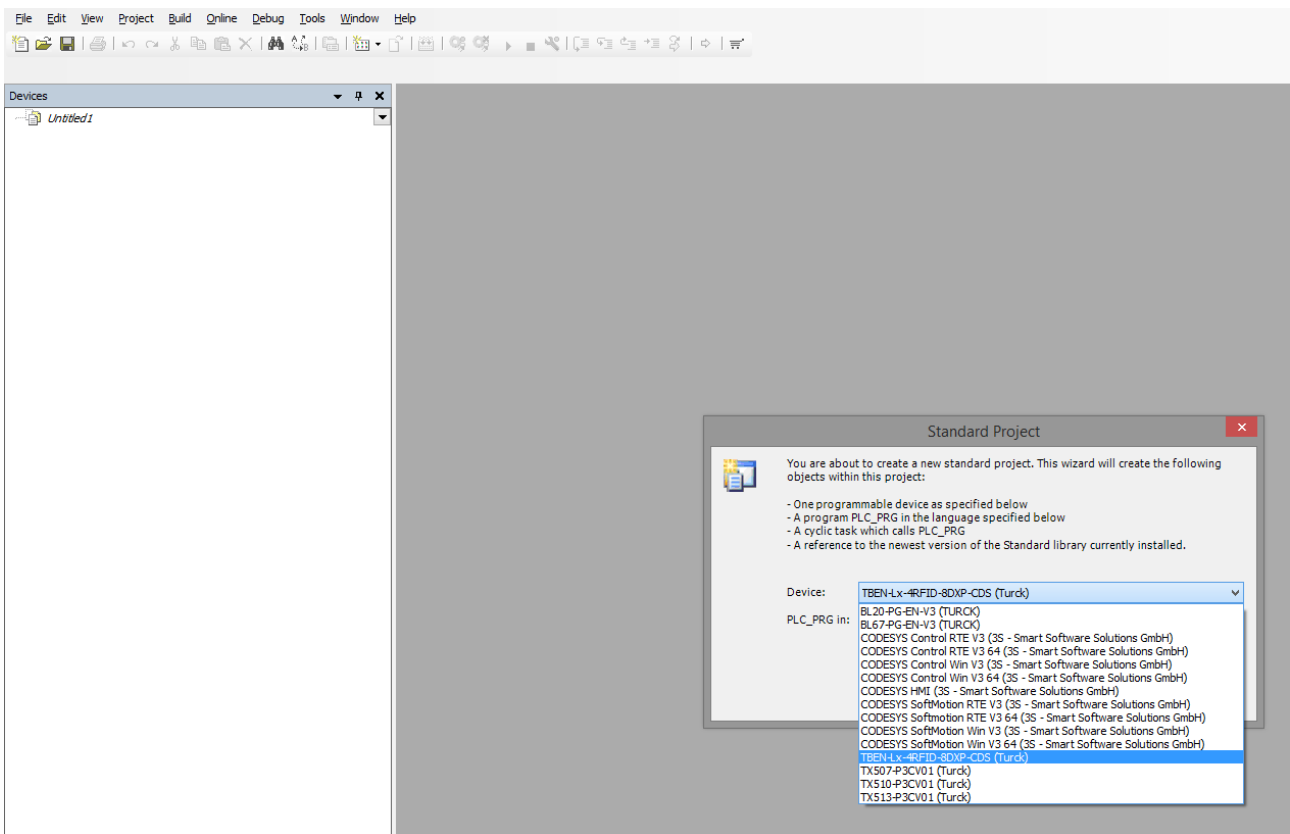 File Edit View Project Build Online Debug Tools Window Help
Devices
Untitled1
Standard Project
You are about to create a new standard project. This wizard will create the following
objects within this project:
- One programmable device as specified below
- A program PLC_PRG in the language specified below
- A cyclic task which calls PLC_PRG
- A reference to the newest version of the Standard library currently installed.
Device: TBEN-Lx-4RFID-8DXP-CDS (Turck)
PLC_PRG in:
BL20-PG-EN-V3 (TURCK)
BL67-PG-EN-V3 (TURCK)
CODESYS Control RTE V3 (3S - Smart Software Solutions GmbH)
CODESYS Control RTE V3 64 (3S - Smart Software Solutions GmbH)
CODESYS Control Win V3 (3S - Smart Software Solutions GmbH)
CODESYS Control Win V3 64 (3S - Smart Software Solutions GmbH)
CODESYS HMI (3S - Smart Software Solutions GmbH)
CODESYS SoftMotion RTE V3 (3S - Smart Software Solutions GmbH)
CODESYS Softmotion RTE V3 64 (3S - Smart Software Solutions GmbH)
CODESYS SoftMotion Win V3 (3S - Smart Software Solutions GmbH)
CODESYS SoftMotion Win V3 64 (3S - Smart Software Solutions GmbH)
TBEN-Lx-4RFID-8DXP-CDS (Turck)
TX507-P3CV01 (Turck)
TX510-P3CV01 (Turck)
TX513-P3CV01 (Turck)